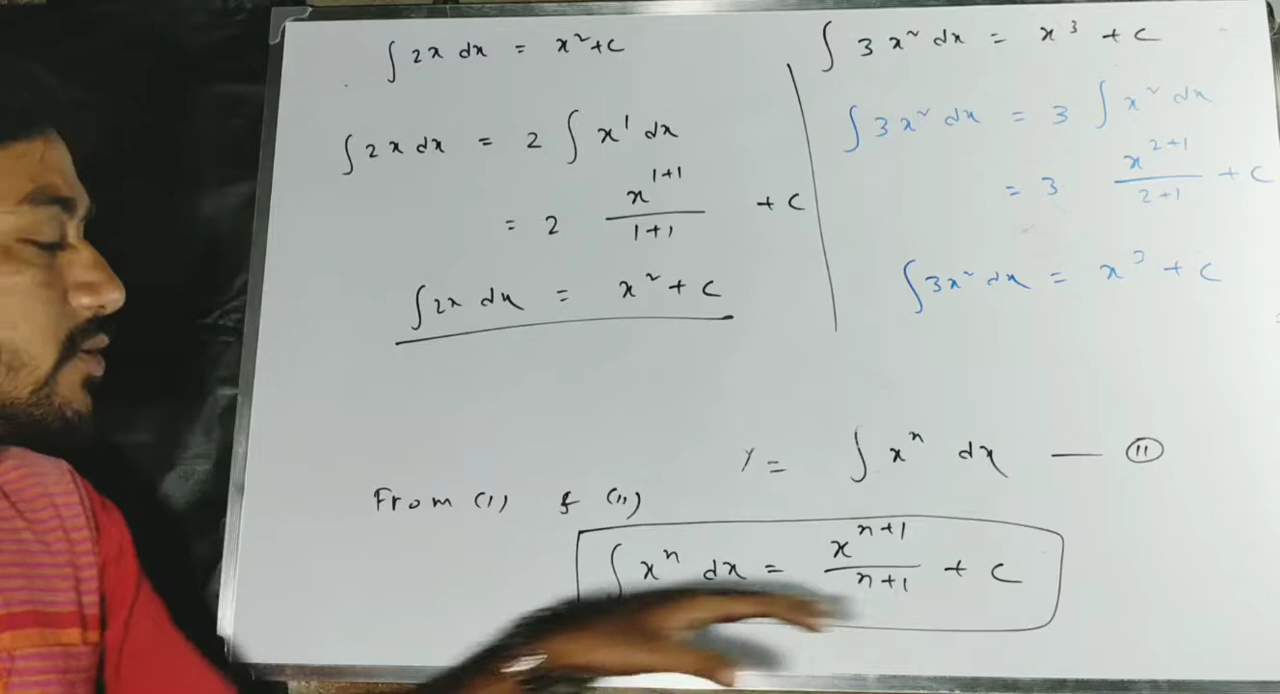 ∫ 2x dx = x² + c
∫ 2x dx = 2 ∫ x¹ dx
= 2 x^(1+1)/(1+1) + c
∫ 2x dx = x² + c
∫ 3x² dx = x³ + c
∫ 3x² dx = 3 ∫ x² dx
= 3 x^(2+1)/(2+1) + c
∫ 3x² dx = x³ + c
Y = ∫ xⁿ dx — (11)
From (1) & (11)
∫ xⁿ dx = x^(n+1)/(n+1) + c